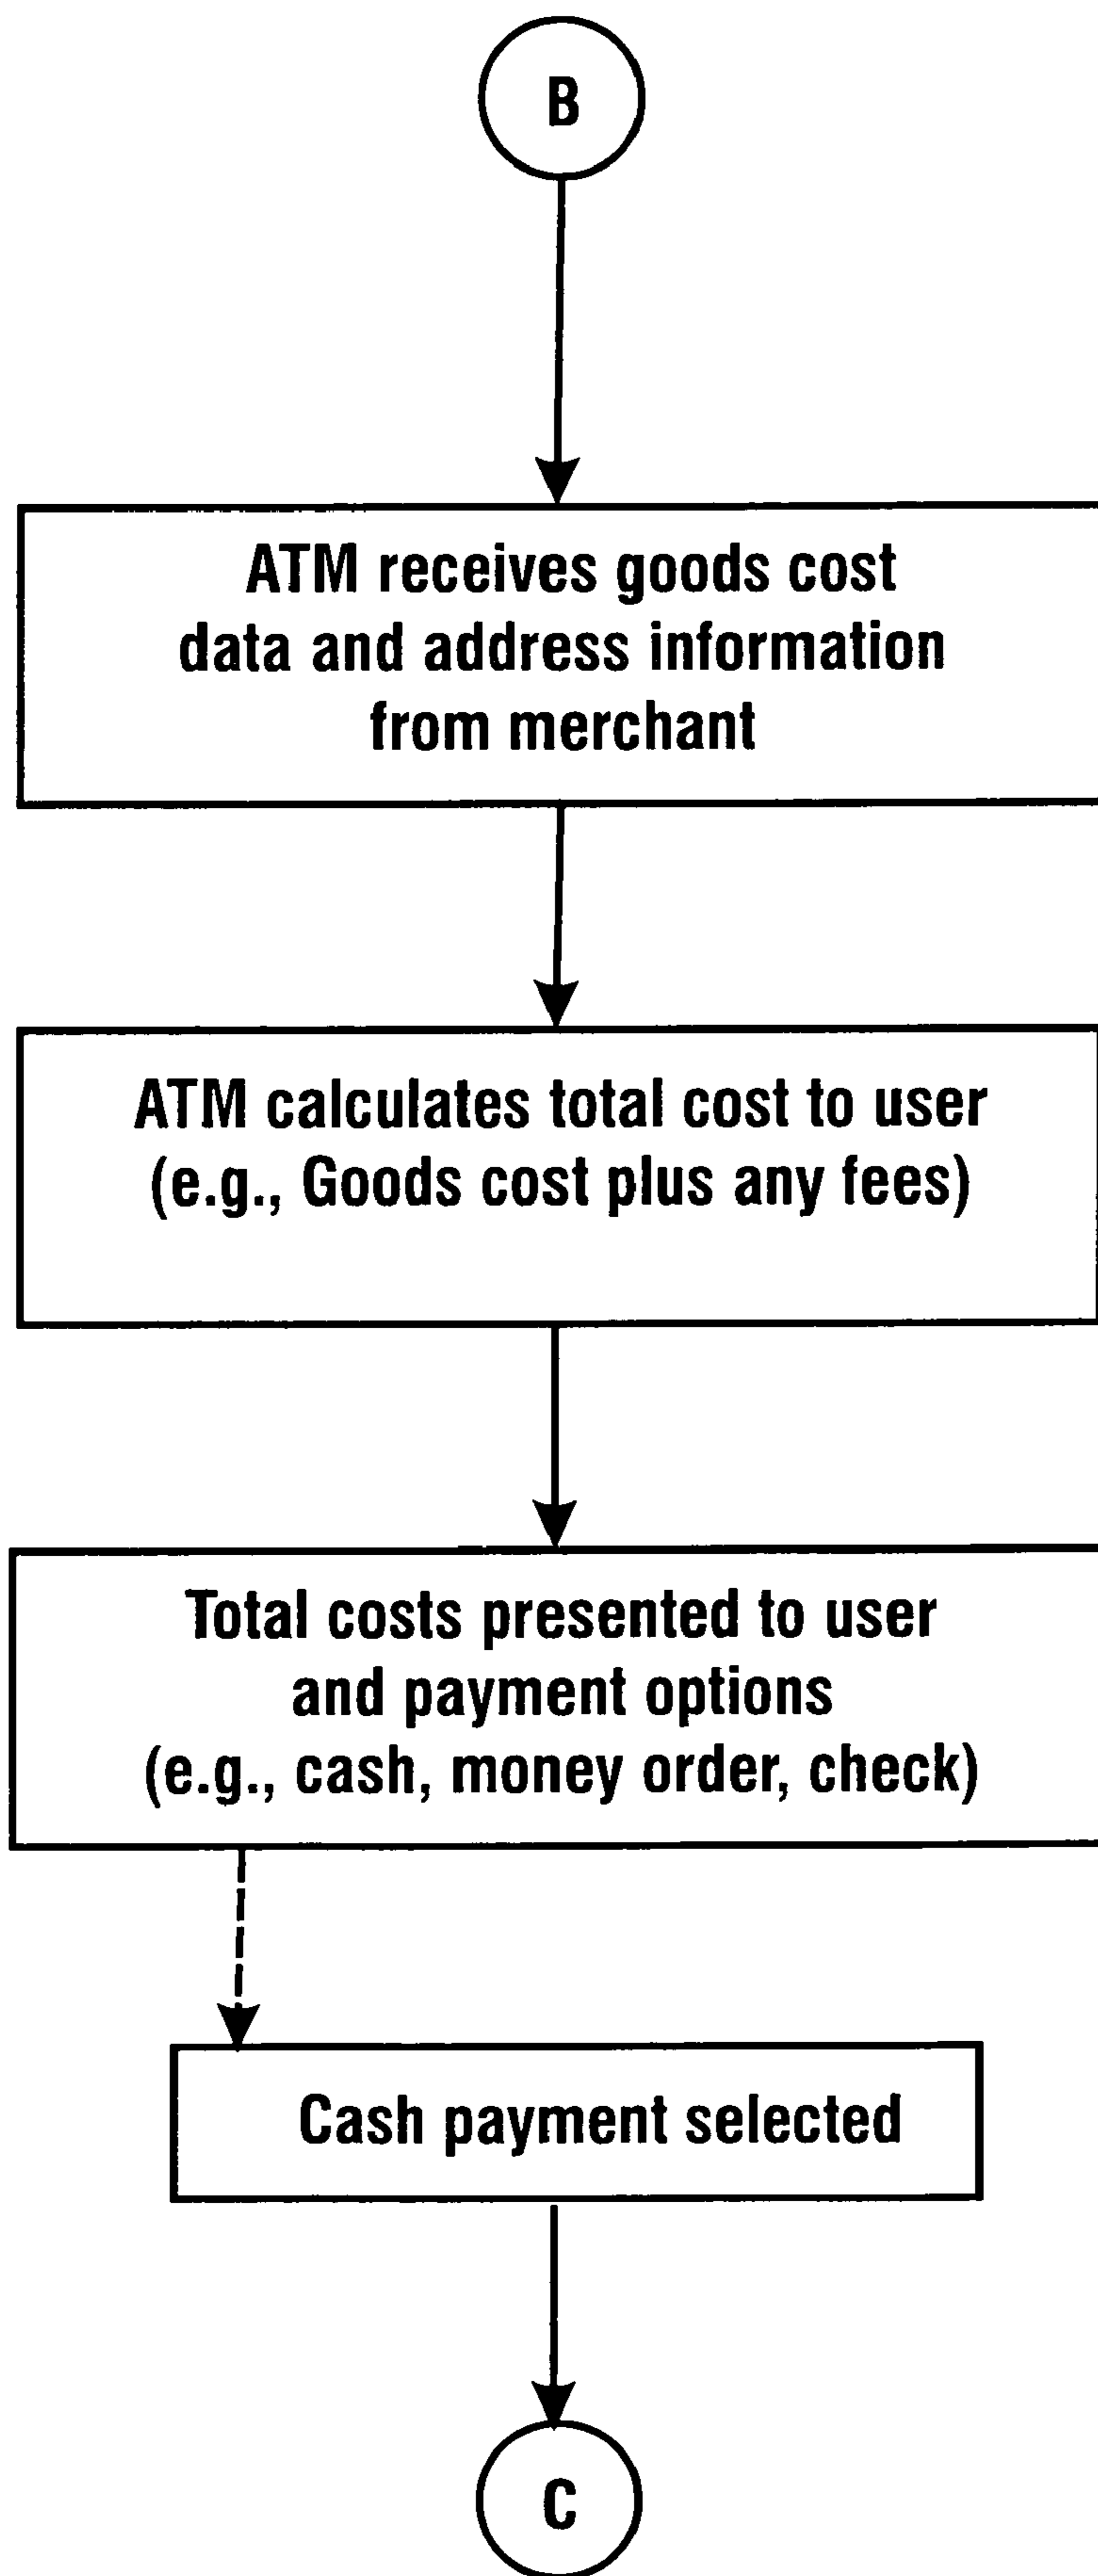 B
ATM receives goods cost
data and address information
from merchant
ATM calculates total cost to user
(e.g., Goods cost plus any fees)
Total costs presented to user
and payment options
(e.g., cash, money order, check)
Cash payment selected
C